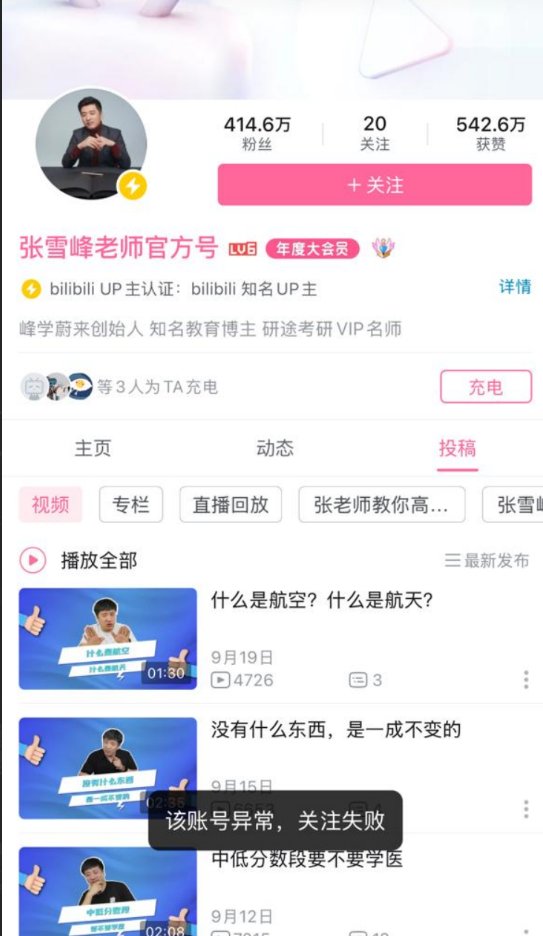 414.6万
20
542.6万
粉丝
关注
获赞
+ 关注
张雪峰老师官方号 LV6 年度大会员
bilibili UP主认证：bilibili 知名UP主
详情
峰学蔚来创始人 知名教育博主 研途考研VIP名师
等3人为TA充电
充电
主页
动态
投稿
视频
专栏
直播回放
张老师教你高...
张雪
播放全部
最新发布
什么是航空
什么是航天
01:30
什么是航空？什么是航天？
9月19日
4726
3
没有什么东西
是一成不变的
没有什么东西，是一成不变的
9月15日
该账号异常，关注失败
中低分数段
要不要学医
02:08
中低分数段要不要学医
9月12日